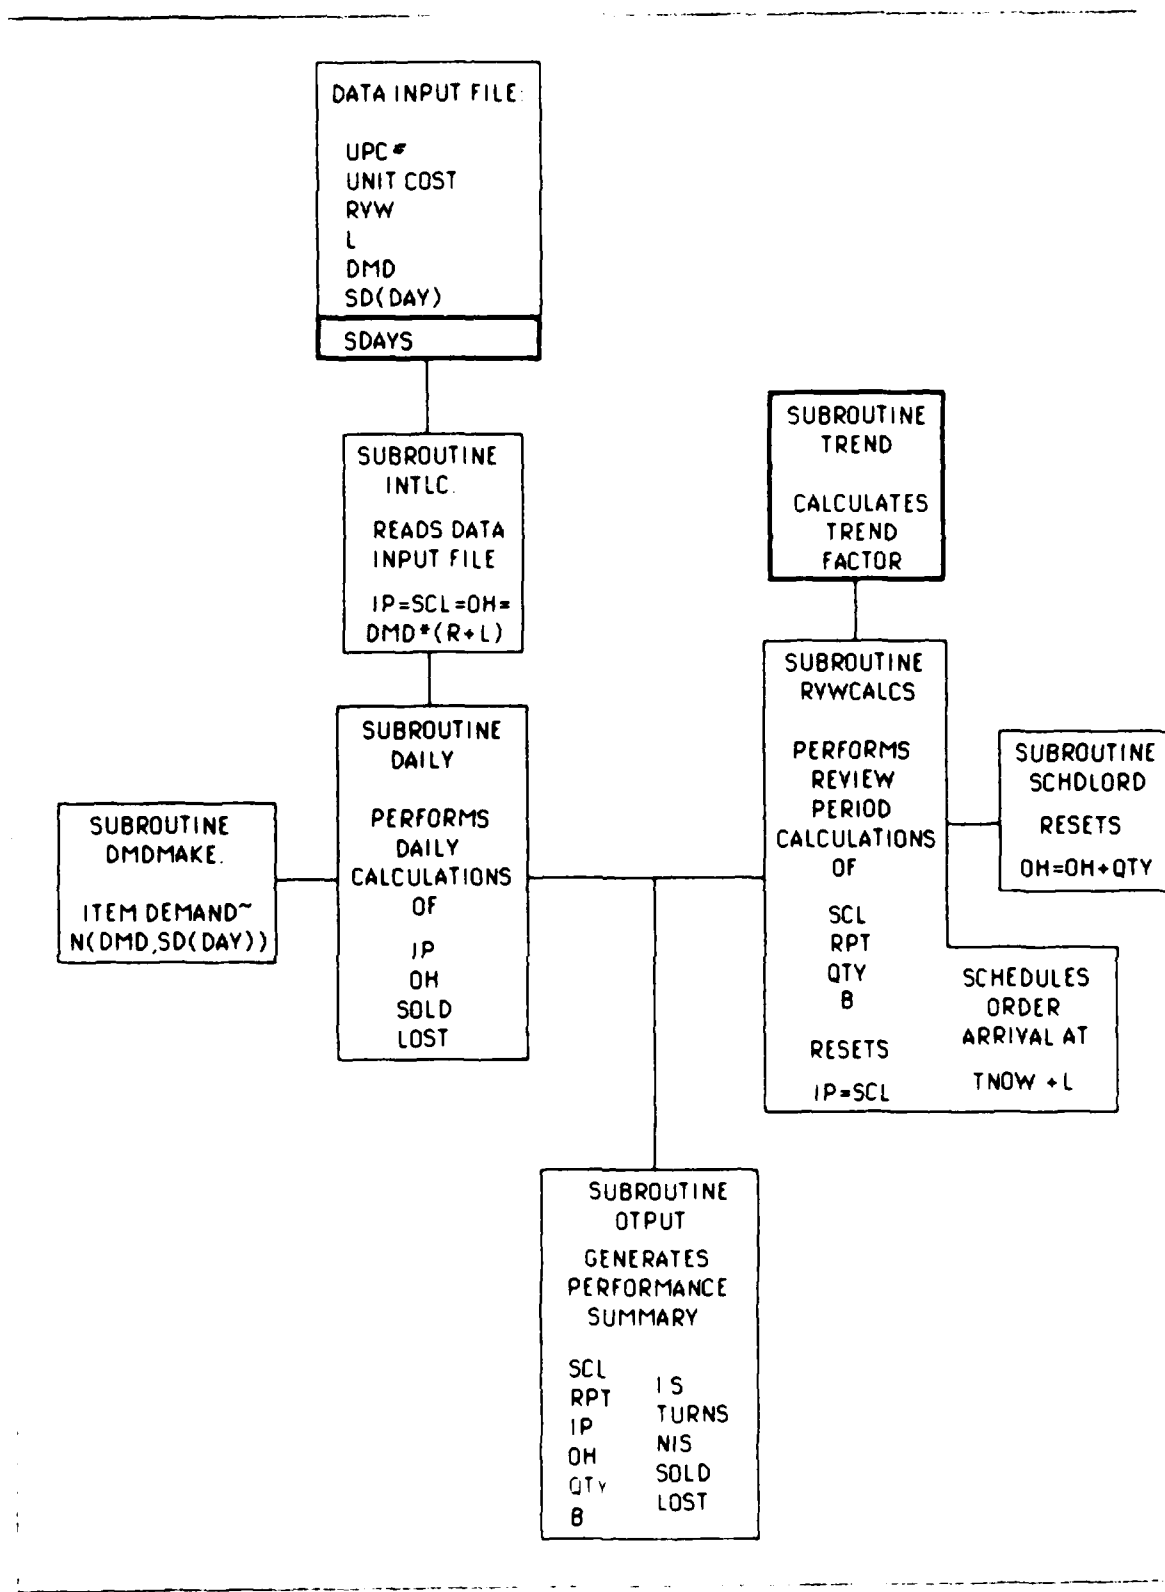 DATA INPUT FILE:
UPC#
UNIT COST
RVW
L
DMD
SD(DAY)
SDAYS
SUBROUTINE
INTLC.
READS DATA
INPUT FILE
IP=SCL=OH=
DMD*(R+L)
SUBROUTINE
TREND
CALCULATES
TREND
FACTOR
SUBROUTINE
DMDMAKE.
ITEM DEMAND~
N(DMD,SD(DAY))
SUBROUTINE
DAILY
PERFORMS
DAILY
CALCULATIONS
OF
IP
OH
SOLD
LOST
SUBROUTINE
RVWCALCS
PERFORMS
REVIEW
PERIOD
CALCULATIONS
OF
SCL
RPT
QTY
B
RESETS
IP=SCL
SCHEDULES
ORDER
ARRIVAL AT
TNOW +L
SUBROUTINE
SCHDLORD
RESETS
OH=OH+QTY
SUBROUTINE
OTPUT
GENERATES
PERFORMANCE
SUMMARY
SCL
RPT
IP
OH
QTY
B
IS
TURNS
NIS
SOLD
LOST